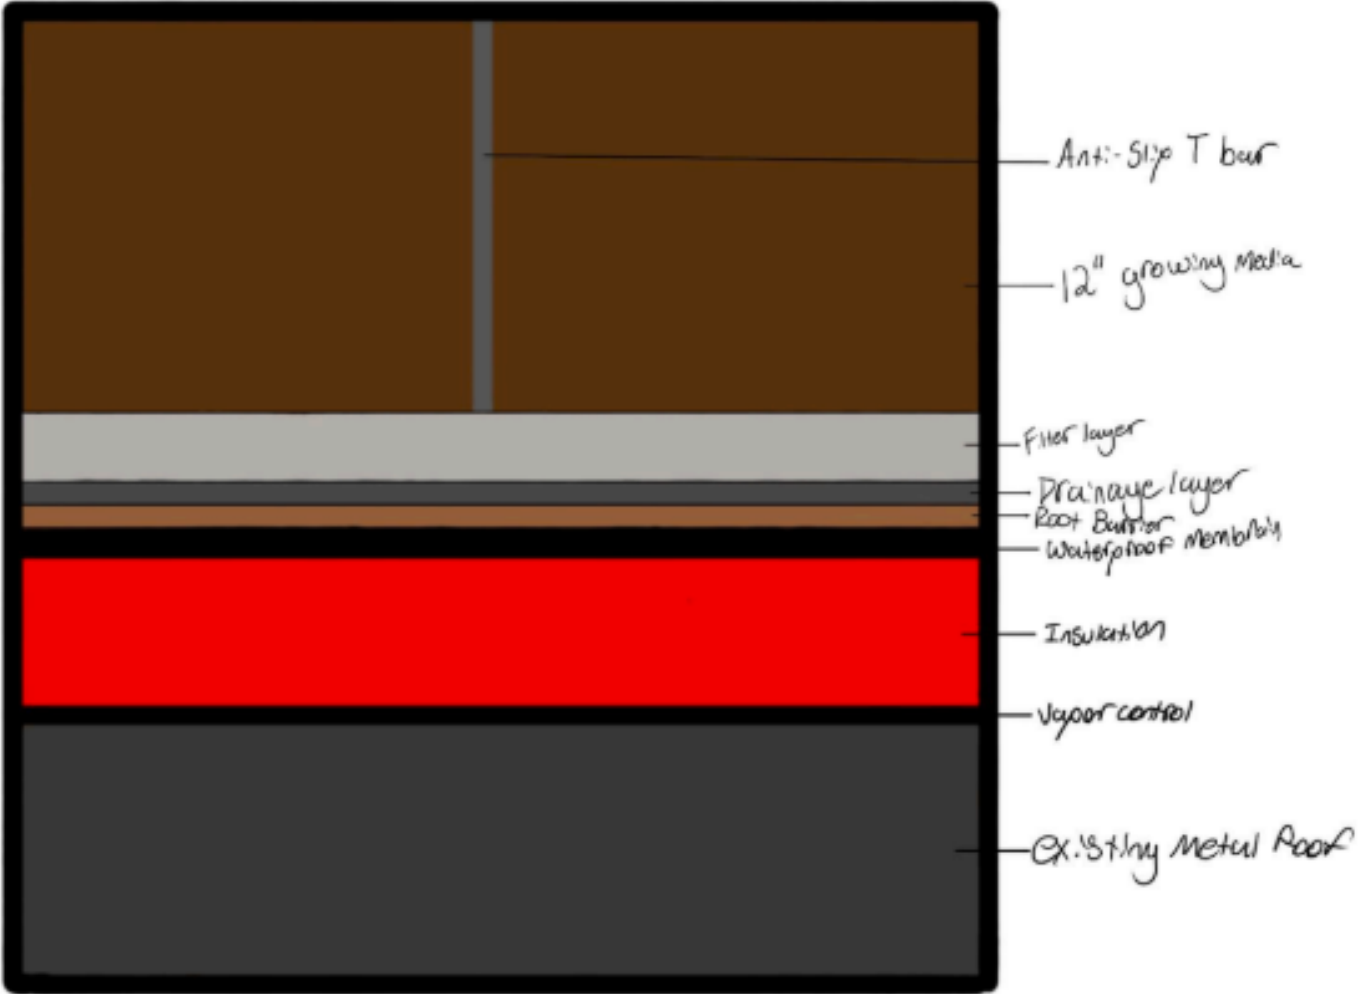 Anti-Slip T bar
12" growing Media
Filter layer
Drainage layer
Root Barrier
Waterproof Membrain
Insulation
Vapor control
existing Metal Roof